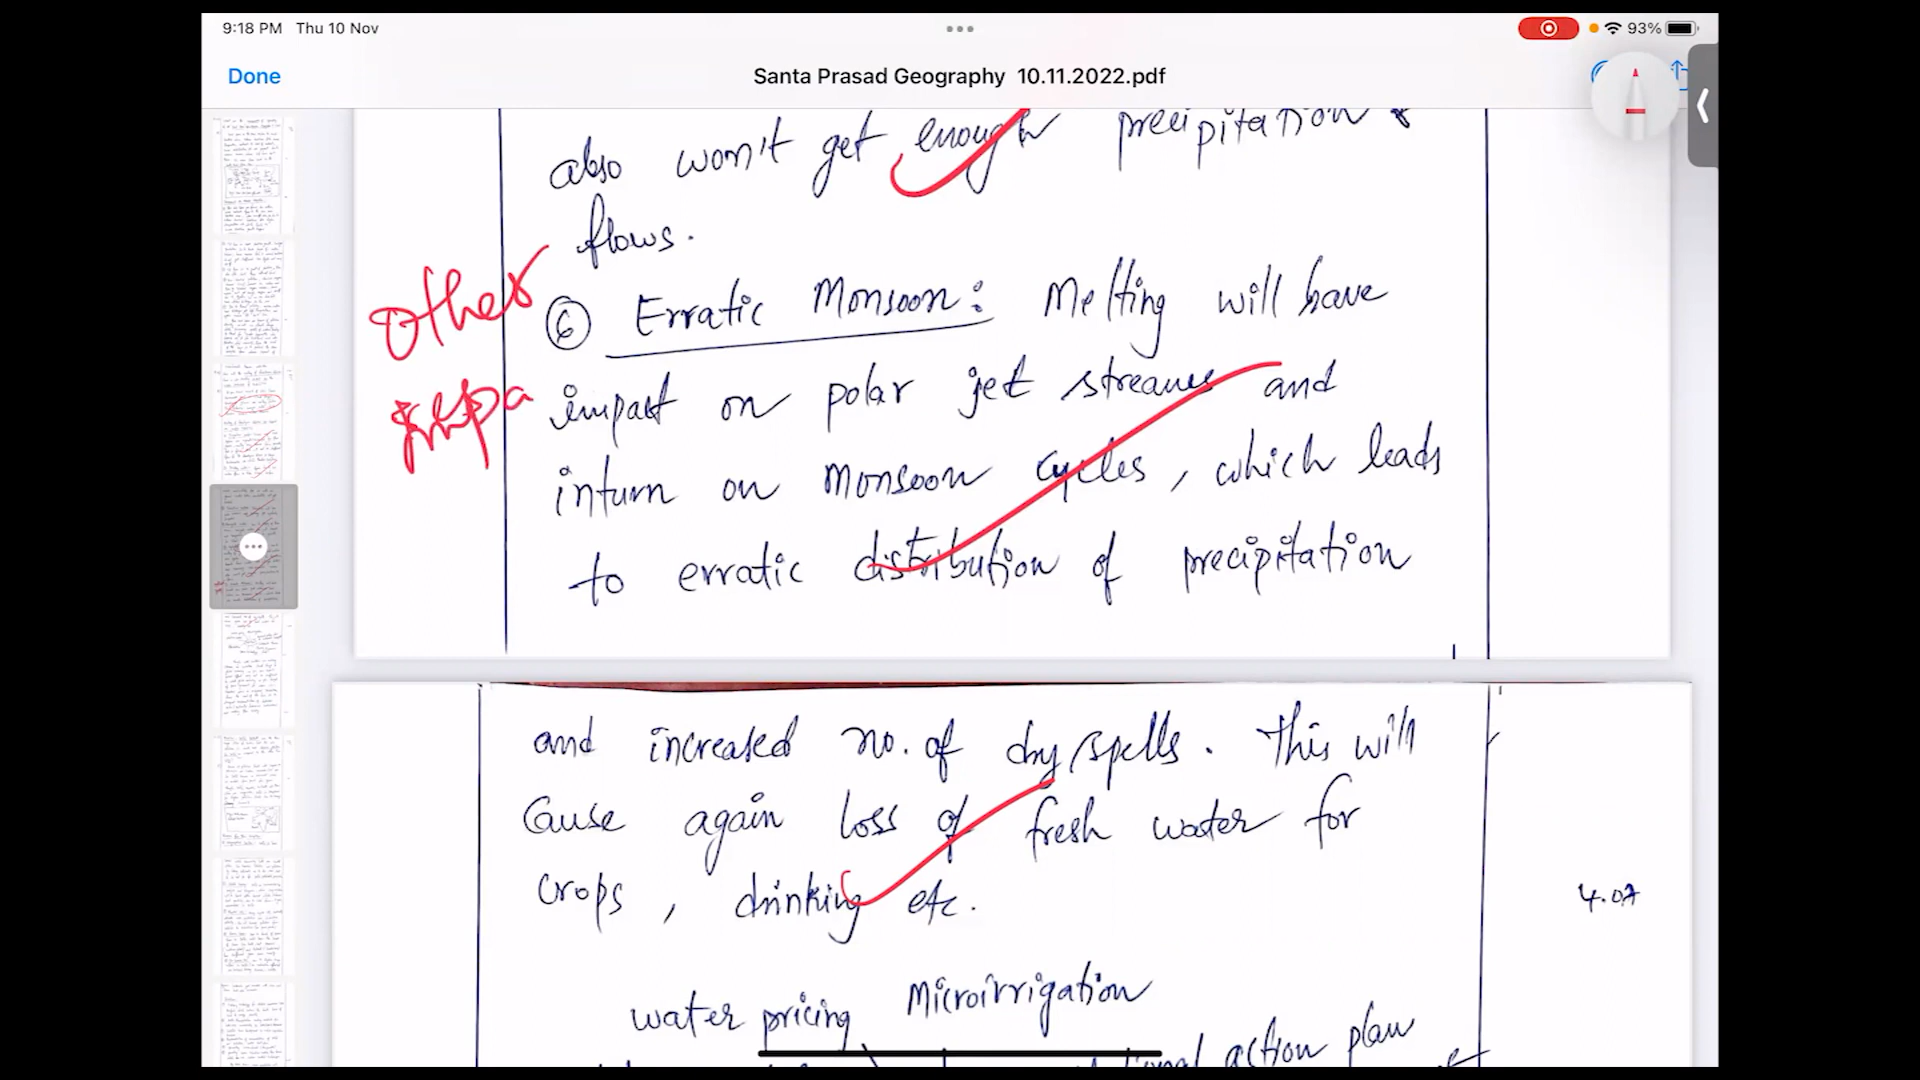 9:18 PM Thu 10 Nov
93%
Done
Santa Prasad Geography 10.11.2022.pdf
also won't get enough precipitation &
flows.
Other
⑥ Erratic Monsoon: Melting will have
impa
impact on polar jet streams and
inturn on monsoon cycles, which leads
to erratic distribution of precipitation
and increased no. of dry spells. This will
cause again loss of fresh water for
crops, drinking etc.
4.07
water pricing Microirrigation
action plan